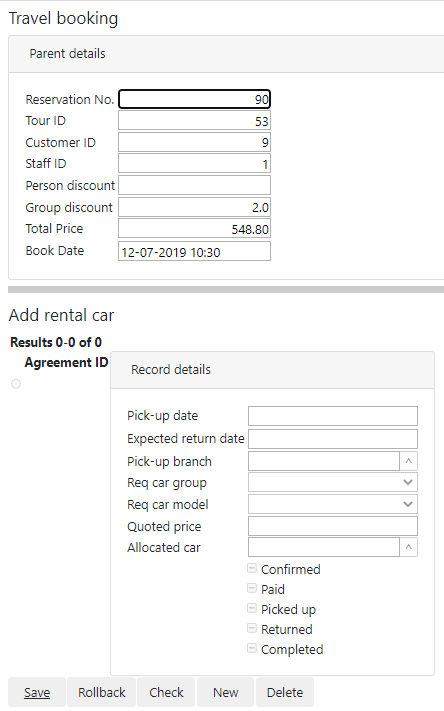 Travel booking
Parent details
Reservation No. 90
Tour ID 53
Customer ID 9
Staff ID 1
Person discount
Group discount 2.0
Total Price 548.80
Book Date 12-07-2019 10:30
Add rental car
Results 0-0 of 0
Agreement ID
Record details
Pick-up date
Expected return date
Pick-up branch
Req car group
Req car model
Quoted price
Allocated car
Confirmed
Paid
Picked up
Returned
Completed
Save Rollback Check New Delete